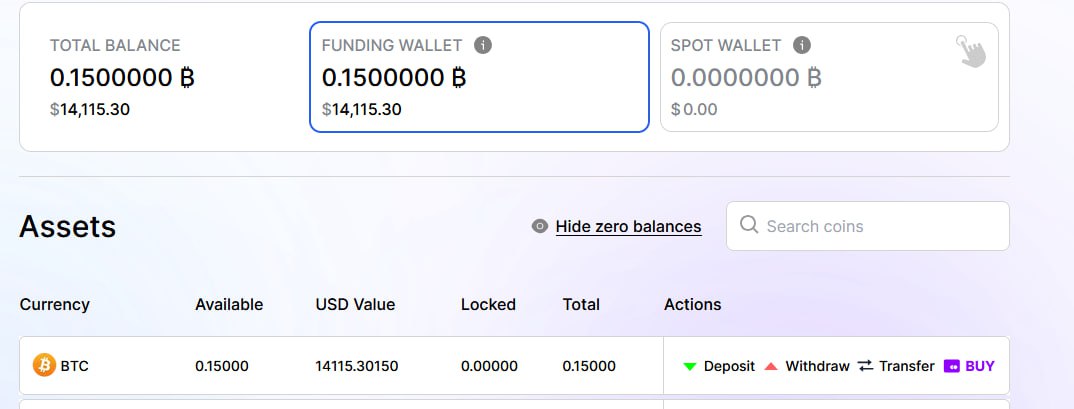 TOTAL BALANCE
0.1500000 ₿
$14,115.30
FUNDING WALLET
0.1500000 ₿
$14,115.30
SPOT WALLET
0.0000000 ₿
$0.00
Assets
Hide zero balances
Search coins
Currency Available USD Value Locked Total Actions
BTC 0.15000 14115.30150 0.00000 0.15000 Deposit Withdraw Transfer BUY